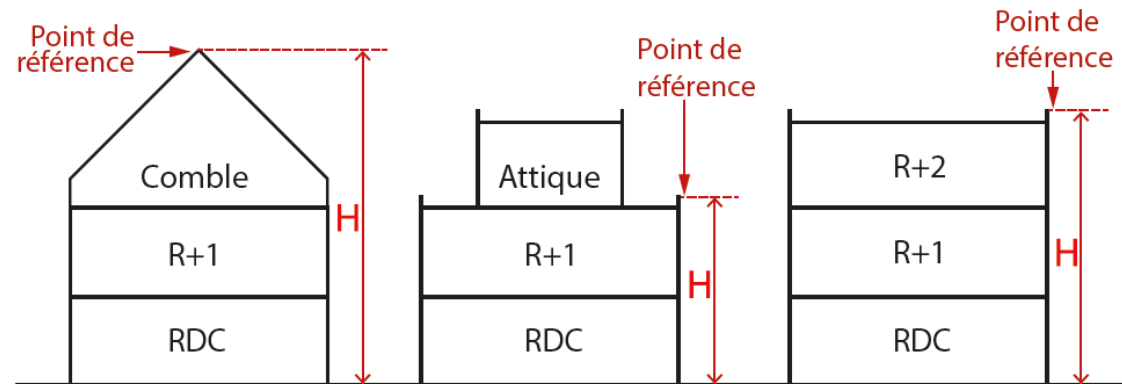 Point de
référence
Comble
R+1
RDC
H
Point de
référence
Attique
R+1
RDC
H
Point de
référence
R+2
R+1
RDC
H